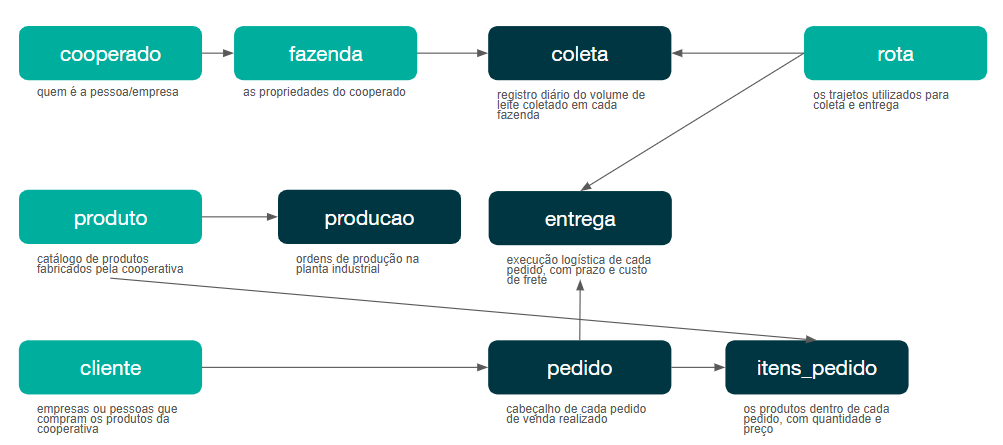 cooperado
quem é a pessoa/empresa
fazenda
as propriedades do cooperado
coleta
registro diário do volume de
leite coletado em cada
fazenda
rota
os trajetos utilizados para
coleta e entrega
produto
catálogo de produtos
fabricados pela cooperativa
producao
ordens de produção na
planta industrial
entrega
execução logística de cada
pedido, com prazo e custo
de frete
cliente
empresas ou pessoas que
compram os produtos da
cooperativa
pedido
cabeçalho de cada pedido
de venda realizado
itens_pedido
os produtos dentro de cada
pedido, com quantidade e
preço